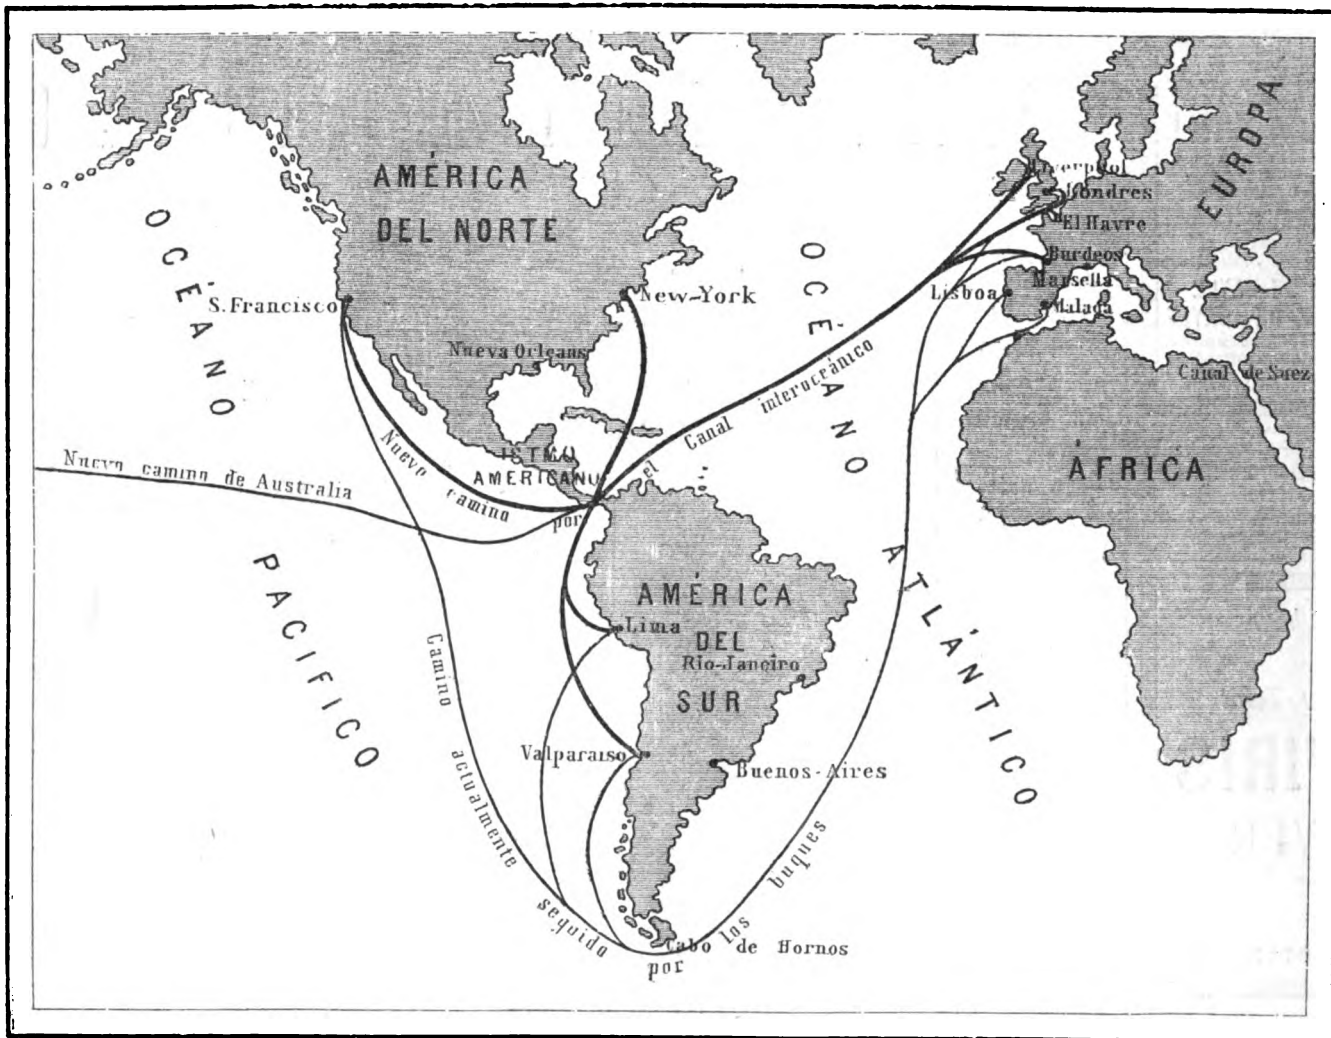 AMÉRICA
DEL NORTE
OCÉANO
PACIFICO
S. Francisco
New-York
Nueva Orleans
ISTMO
AMERICANO
Nuevo camino por el Canal interoceánico
Nuevo camino de Australia
OCÉANO
ATLÁNTICO
EUROPA
Liverpool
Londres
El Havre
Burdeos
Marsella
Lisboa
Malaga
Canal de Suez
ÁFRICA
AMÉRICA
DEL
SUR
Lima
Rio-Janeiro
Valparaiso
Buenos-Aires
Camino actualmente seguido por los buques
Cabo de Hornos